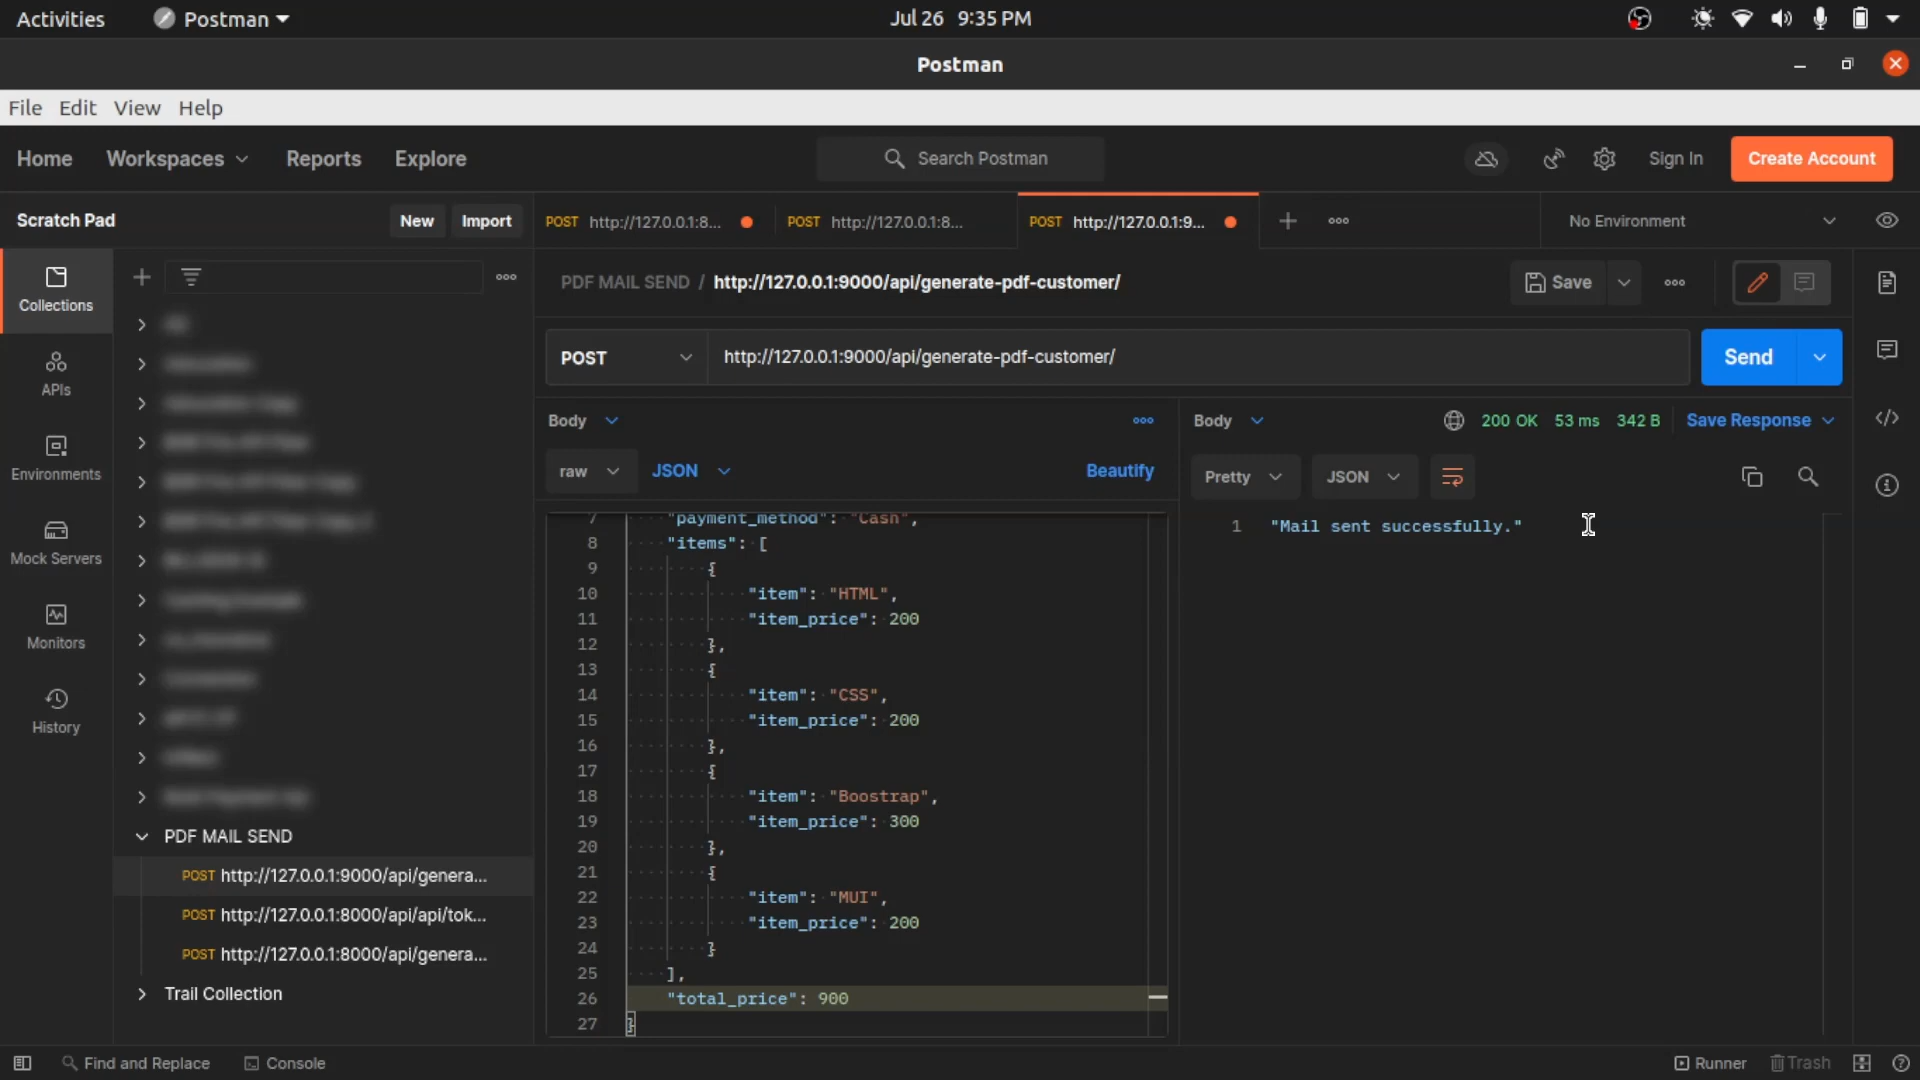 Activities
Postman
Jul 26 9:35 PM
Postman
File Edit View Help
Home Workspaces Reports Explore
Search Postman
Sign In
Create Account
Scratch Pad
New Import
POST http://127.0.0.1:8...
POST http://127.0.0.1:8...
POST http://127.0.0.1:9...
No Environment
Collections
APIs
Environments
Mock Servers
Monitors
History
PDF MAIL SEND
POST http://127.0.0.1:9000/api/genera...
POST http://127.0.0.1:8000/api/api/tok...
POST http://127.0.0.1:8000/api/genera...
Trail Collection
PDF MAIL SEND / http://127.0.0.1:9000/api/generate-pdf-customer/
Save
POST http://127.0.0.1:9000/api/generate-pdf-customer/
Send
Body
raw JSON Beautify
7 "payment_method": "Cash",
8 "items": [
9 {
10 "item": "HTML",
11 "item_price": 200
12 },
13 {
14 "item": "CSS",
15 "item_price": 200
16 },
17 {
18 "item": "Boostrap",
19 "item_price": 300
20 },
21 {
22 "item": "MUI",
23 "item_price": 200
24 }
25 ],
26 "total_price": 900
27 }
Body 200 OK 53 ms 342 B Save Response
Pretty JSON
1 "Mail sent successfully."
Find and Replace Console
Runner Trash